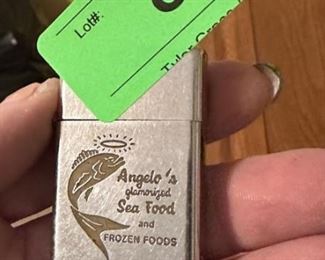 Lot#:
Angelo's
glamorized
Sea Food
and
FROZEN FOODS